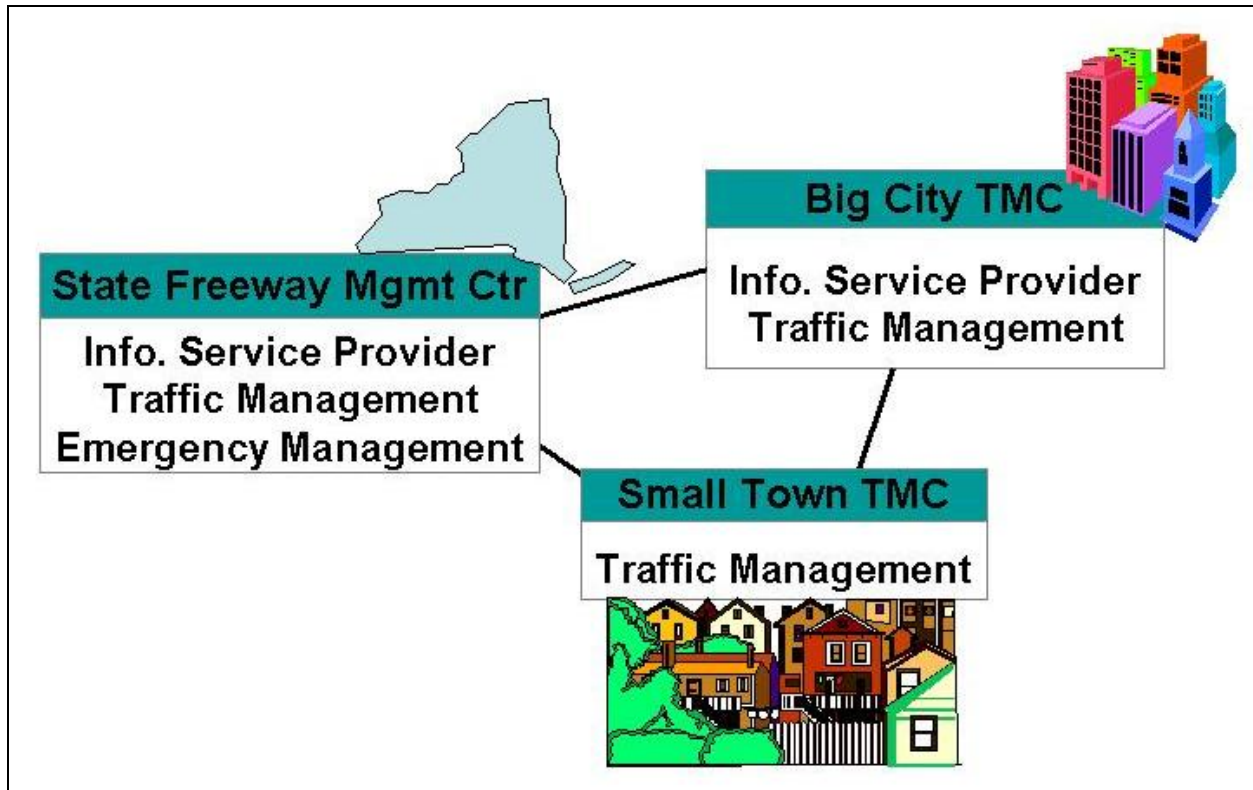 State Freeway Mgmt Ctr
Info. Service Provider
Traffic Management
Emergency Management
Big City TMC
Info. Service Provider
Traffic Management
Small Town TMC
Traffic Management